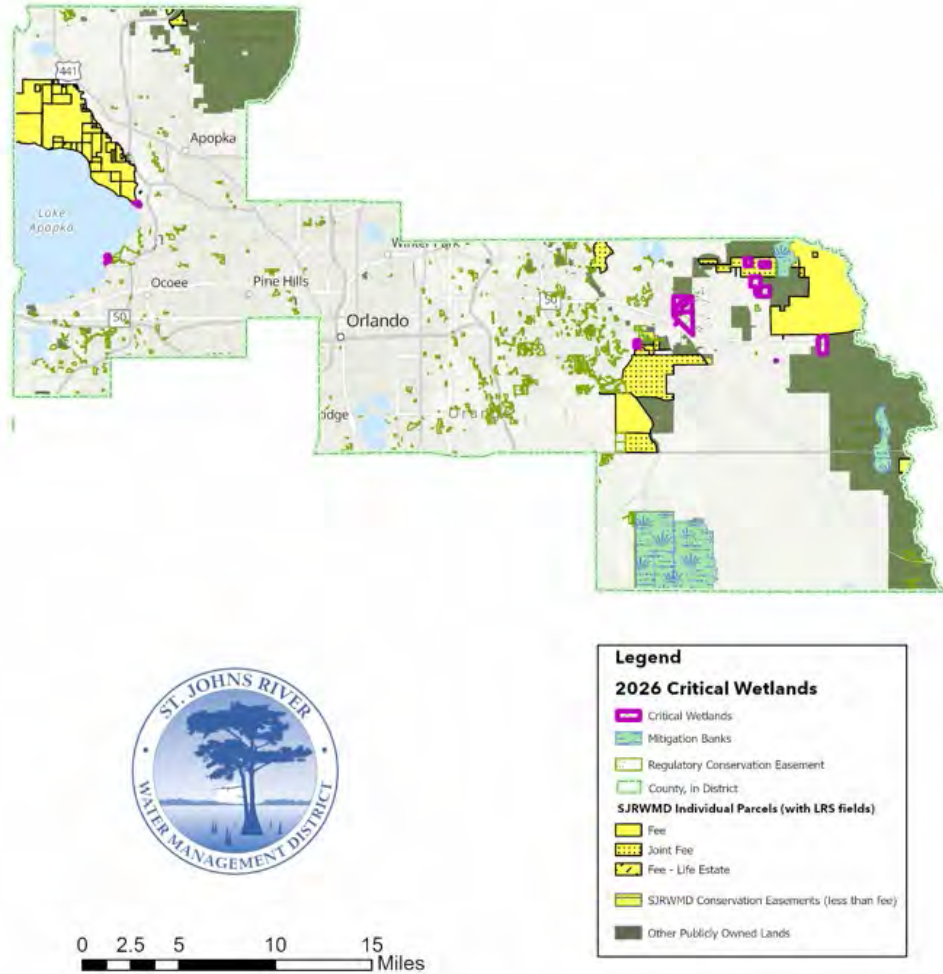 441
Apopka
Lake
Apopka
Ocoee
Pine Hills
50
50
Orlando
ST. JOHNS RIVER
WATER MANAGEMENT DISTRICT
0 2.5 5 10 15
Miles
Legend
2026 Critical Wetlands
Critical Wetlands
Mitigation Banks
Regulatory Conservation Easement
County, in District
SJRWMD Individual Parcels (with LRS fields)
Fee
Joint Fee
Fee - Life Estate
SJRWMD Conservation Easements (less than fee)
Other Publicly Owned Lands